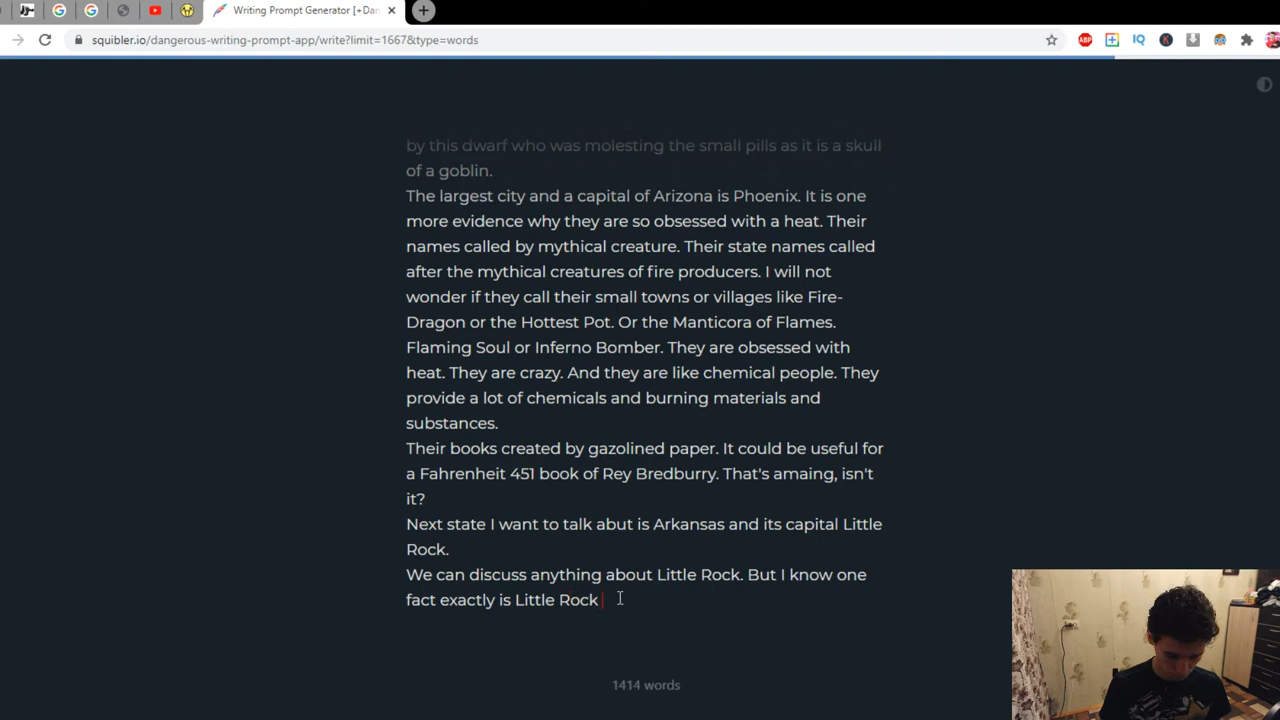 Writing Prompt Generator [+Dan
squibler.io/dangerous-writing-prompt-app/write?limit=1667&type=words
ABP
IQ
K
by this dwarf who was molesting the small pills as it is a skull
of a goblin.
The largest city and a capital of Arizona is Phoenix. It is one
more evidence why they are so obsessed with a heat. Their
names called by mythical creature. Their state names called
after the mythical creatures of fire producers. I will not
wonder if they call their small towns or villages like Fire-
Dragon or the Hottest Pot. Or the Manticora of Flames.
Flaming Soul or Inferno Bomber. They are obsessed with
heat. They are crazy. And they are like chemical people. They
provide a lot of chemicals and burning materials and
substances.
Their books created by gazolined paper. It could be useful for
a Fahrenheit 451 book of Rey Bredburry. That's amaing, isn't
it?
Next state I want to talk abut is Arkansas and its capital Little
Rock.
We can discuss anything about Little Rock. But I know one
fact exactly is Little Rock
1414 words